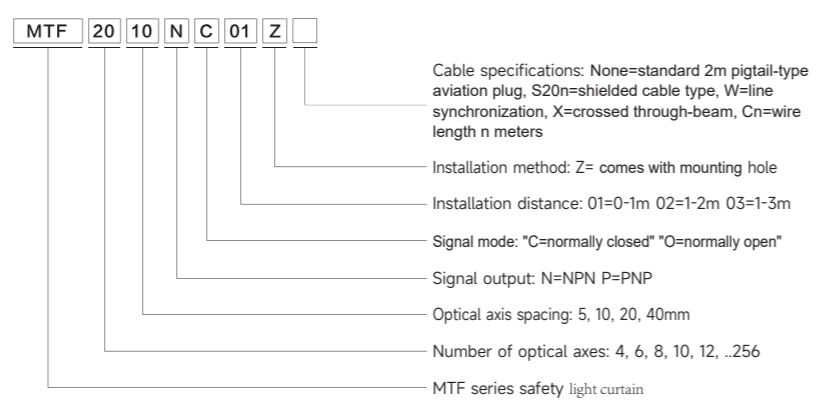 MTF 20 10 N C 01 Z
Cable specifications: None=standard 2m pigtail-type
aviation plug, S20n=shielded cable type, W=line
synchronization, X=crossed through-beam, Cn=wire
length n meters
Installation method: Z= comes with mounting hole
Installation distance: 01=0-1m 02=1-2m 03=1-3m
Signal mode: "C=normally closed" "O=normally open"
Signal output: N=NPN P=PNP
Optical axis spacing: 5, 10, 20, 40mm
Number of optical axes: 4, 6, 8, 10, 12, ..256
MTF series safety light curtain